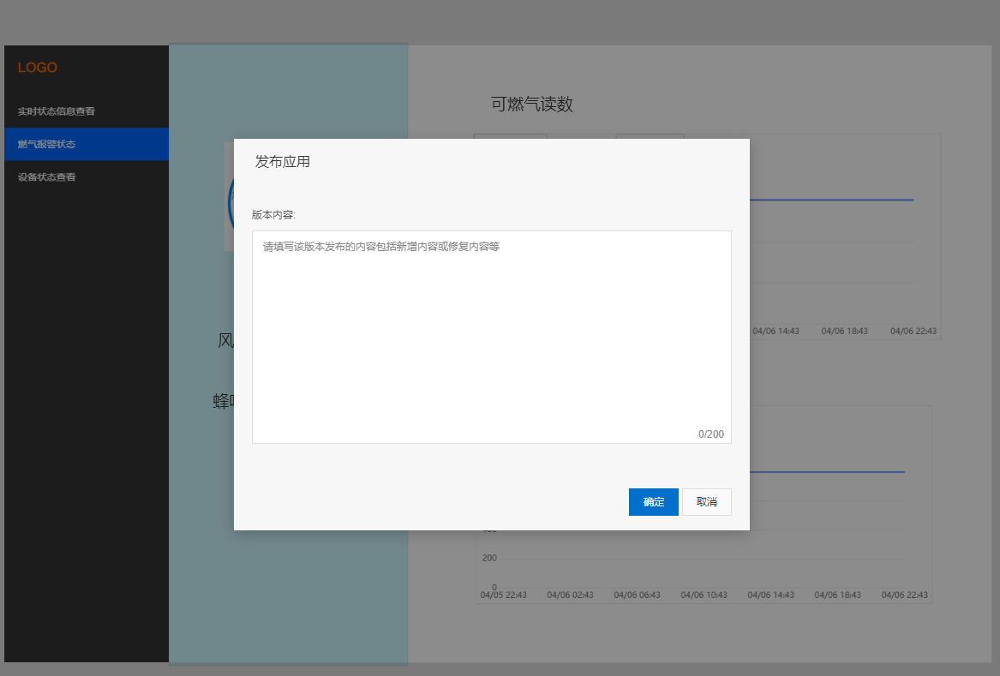 LOGO
实时状态信息查看
燃气报警状态
设备状态查看
可燃气读数
发布应用
版本内容:
请填写该版本发布的内容包括新增内容或修复内容等
0/200
确定
取消
风
04/06 14:43
04/06 18:43
04/06 22:43
200
0
04/05 22:43
04/06 02:43
04/06 06:43
04/06 10:43
04/06 14:43
04/06 18:43
04/06 22:43
蜂